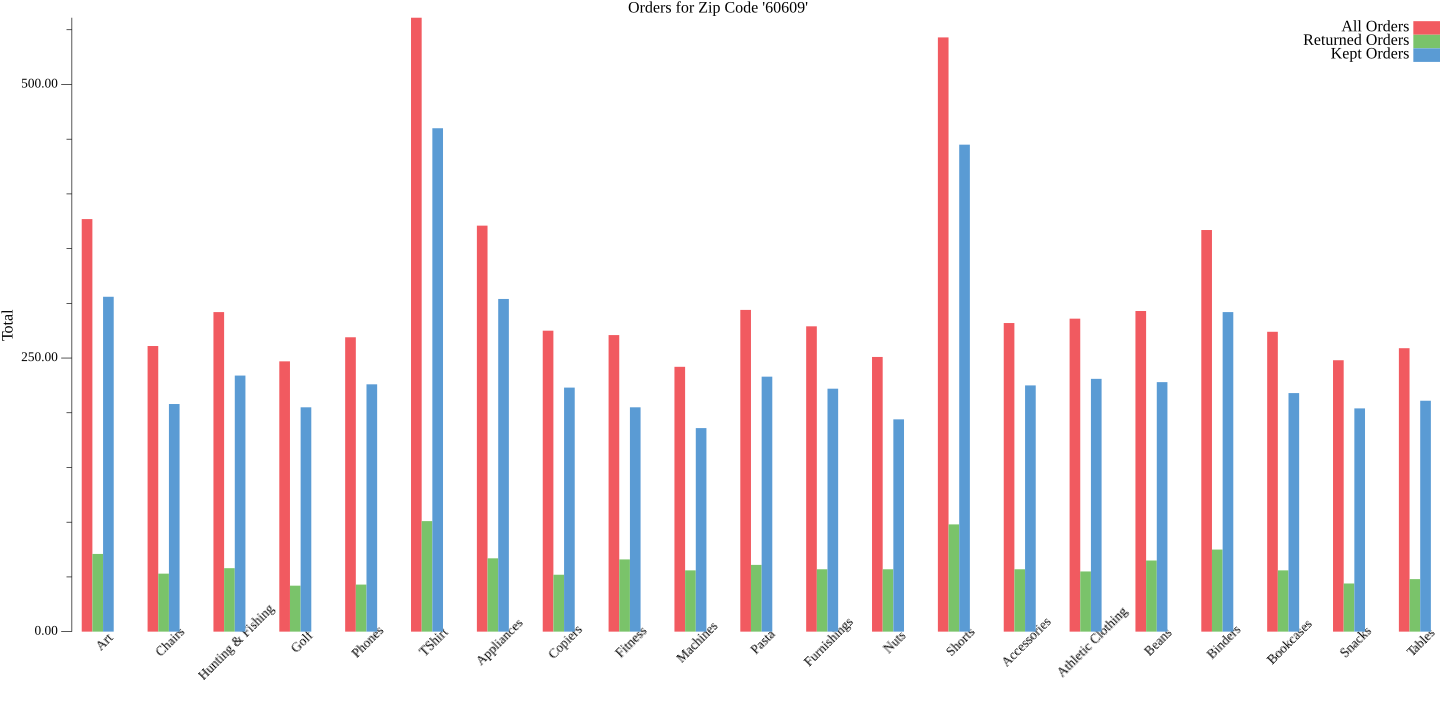 Orders for Zip Code '60609'
All Orders
Returned Orders
Kept Orders
500.00
250.00
0.00
Total
Art
Chairs
Hunting & Fishing
Golf
Phones
TShirt
Appliances
Copiers
Fitness
Machines
Pasta
Furnishings
Nuts
Shorts
Accessories
Athletic Clothing
Beans
Binders
Bookcases
Snacks
Tables